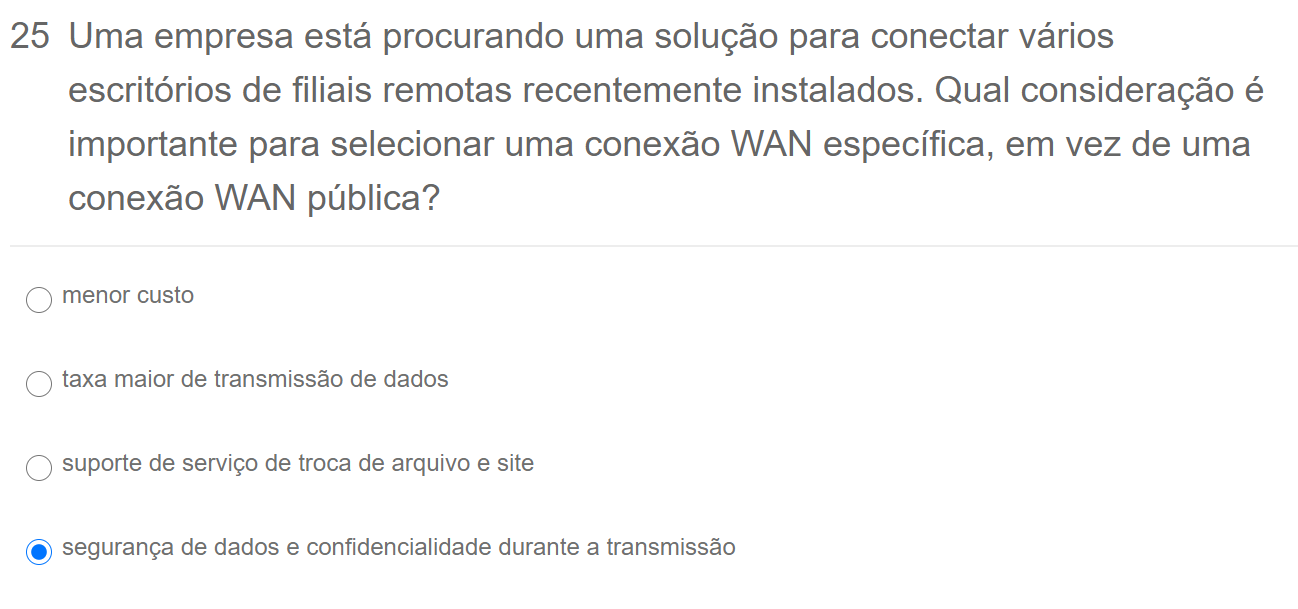 25 Uma empresa está procurando uma solução para conectar vários
escritórios de filiais remotas recentemente instalados. Qual consideração é
importante para selecionar uma conexão WAN específica, em vez de uma
conexão WAN pública?
menor custo
taxa maior de transmissão de dados
suporte de serviço de troca de arquivo e site
segurança de dados e confidencialidade durante a transmissão